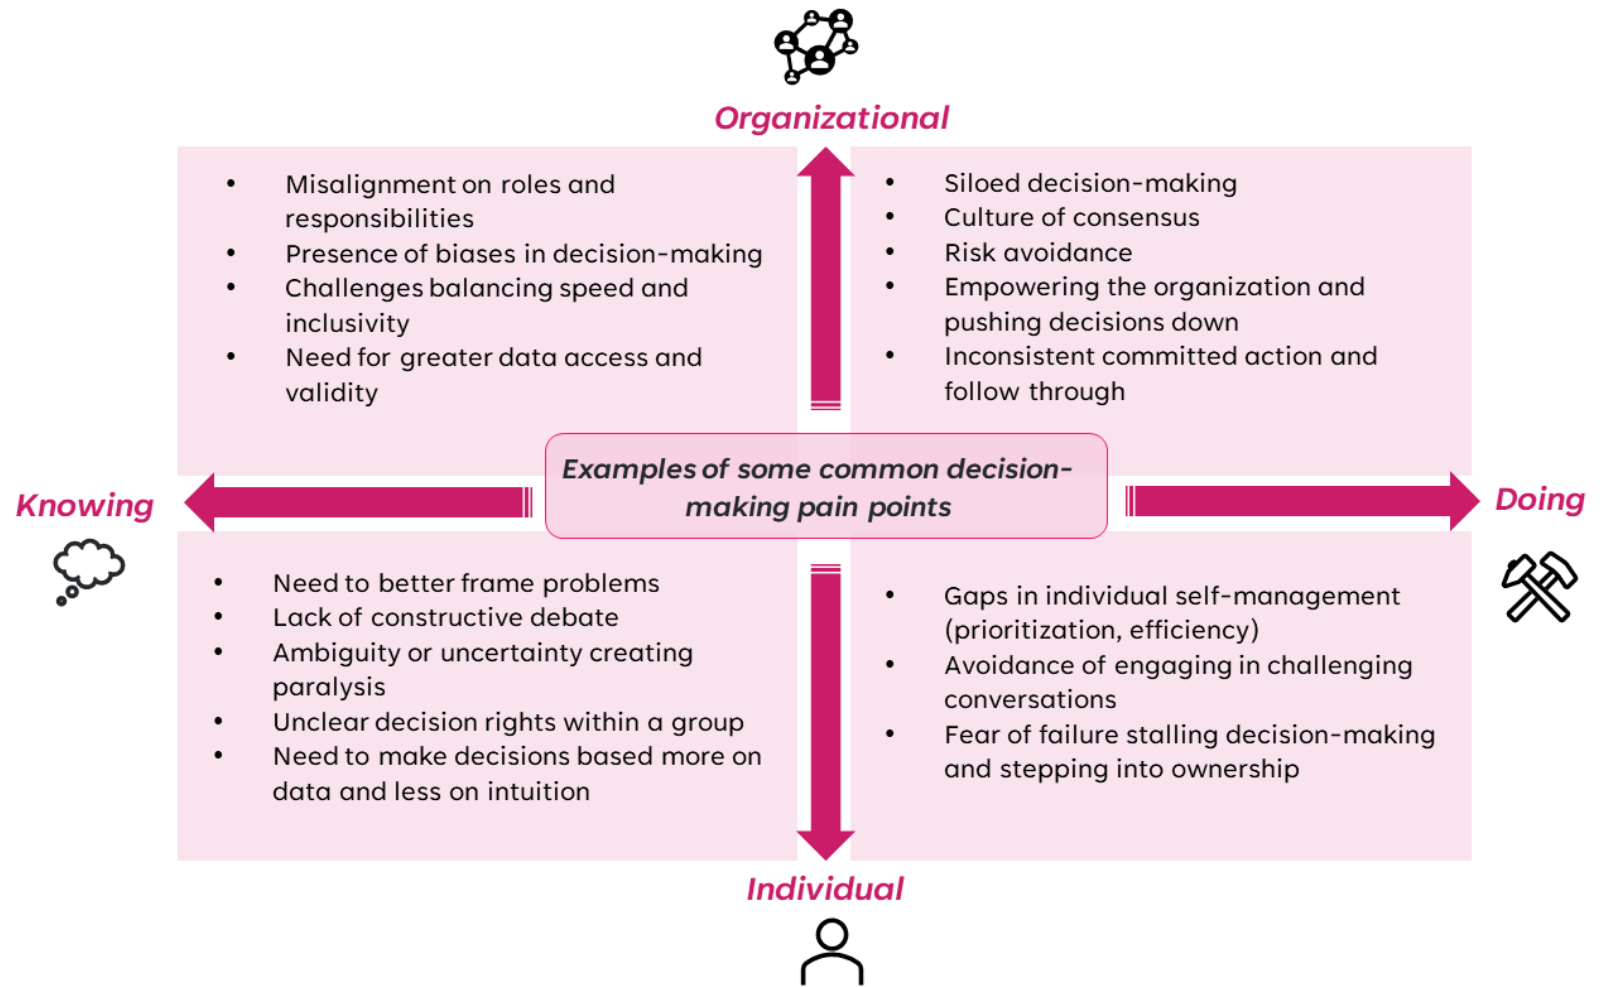 Organizational
• Misalignment on roles and
responsibilities
• Presence of biases in decision-making
• Challenges balancing speed and
inclusivity
• Need for greater data access and
validity
• Siloed decision-making
• Culture of consensus
• Risk avoidance
• Empowering the organization and
pushing decisions down
• Inconsistent committed action and
follow through
Examples of some common decision-
making pain points
Knowing
Doing
• Need to better frame problems
• Lack of constructive debate
• Ambiguity or uncertainty creating
paralysis
• Unclear decision rights within a group
• Need to make decisions based more on
data and less on intuition
• Gaps in individual self-management
(prioritization, efficiency)
• Avoidance of engaging in challenging
conversations
• Fear of failure stalling decision-making
and stepping into ownership
Individual